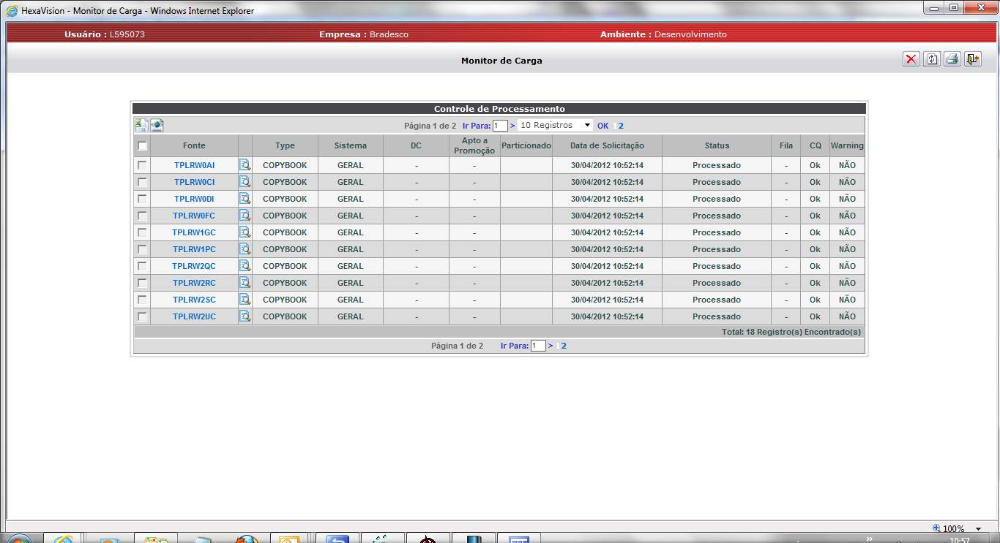 HexaVision - Monitor de Carga - Windows Internet Explorer
Usuário : L595073 Empresa : Bradesco Ambiente : Desenvolvimento
Monitor de Carga
Controle de Processamento
Página 1 de 2 Ir Para: 1 > 10 Registros OK 1 2
Fonte Type Sistema DC Apto a Promoção Particionado Data de Solicitação Status Fila CQ Warning
TPLRW0AI COPYBOOK GERAL - - 30/04/2012 10:52:14 Processado - Ok NÃO
TPLRW0CI COPYBOOK GERAL - - 30/04/2012 10:52:14 Processado - Ok NÃO
TPLRW0DI COPYBOOK GERAL - - 30/04/2012 10:52:14 Processado - Ok NÃO
TPLRW0FC COPYBOOK GERAL - - 30/04/2012 10:52:14 Processado - Ok NÃO
TPLRW1GC COPYBOOK GERAL - - 30/04/2012 10:52:14 Processado - Ok NÃO
TPLRW1PC COPYBOOK GERAL - - 30/04/2012 10:52:14 Processado - Ok NÃO
TPLRW2QC COPYBOOK GERAL - - 30/04/2012 10:52:14 Processado - Ok NÃO
TPLRW2RC COPYBOOK GERAL - - 30/04/2012 10:52:14 Processado - Ok NÃO
TPLRW2SC COPYBOOK GERAL - - 30/04/2012 10:52:14 Processado - Ok NÃO
TPLRW2UC COPYBOOK GERAL - - 30/04/2012 10:52:14 Processado - Ok NÃO
Total: 18 Registro(s) Encontrado(s)
Página 1 de 2 Ir Para: 1 > 1 2
100%
10:57